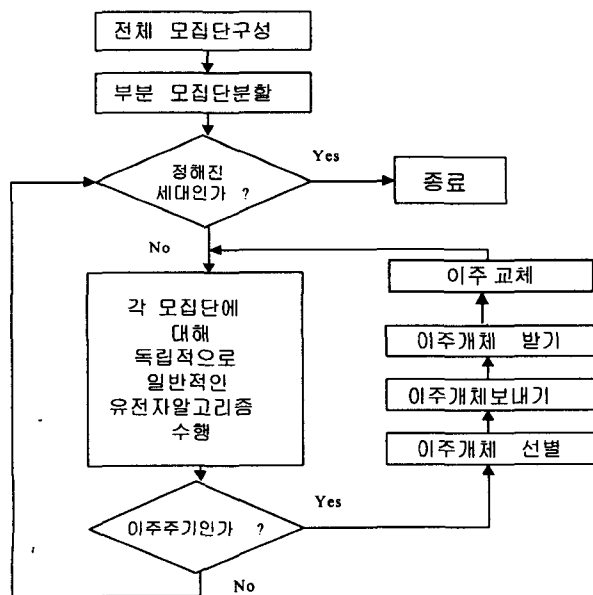 전체 모집단구성
부분 모집단분할
정해진
세대인가 ?
Yes
종료
No
이주 교체
각 모집단에
대해
독립적으로
일반적인
유전자알고리즘
수행
이주개체 받기
이주개체보내기
이주개체 선별
이주주기인가 ?
Yes
No